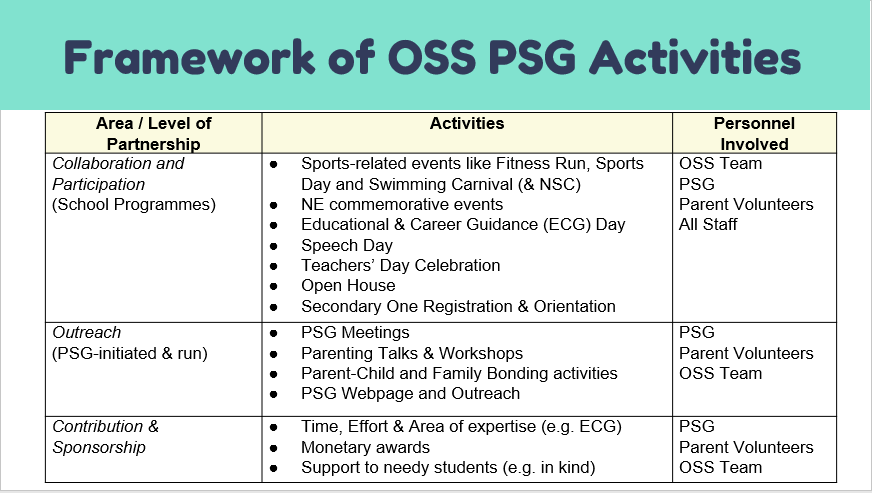 Framework of OSS PSG Activities
Area / Level of
Partnership
Activities
Personnel
Involved
Collaboration and
Participation
(School Programmes)
● Sports-related events like Fitness Run, Sports
Day and Swimming Carnival (& NSC)
● NE commemorative events
● Educational & Career Guidance (ECG) Day
● Speech Day
● Teachers’ Day Celebration
● Open House
● Secondary One Registration & Orientation
OSS Team
PSG
Parent Volunteers
All Staff
Outreach
(PSG-initiated & run)
● PSG Meetings
● Parenting Talks & Workshops
● Parent-Child and Family Bonding activities
● PSG Webpage and Outreach
PSG
Parent Volunteers
OSS Team
Contribution &
Sponsorship
● Time, Effort & Area of expertise (e.g. ECG)
● Monetary awards
● Support to needy students (e.g. in kind)
PSG
Parent Volunteers
OSS Team